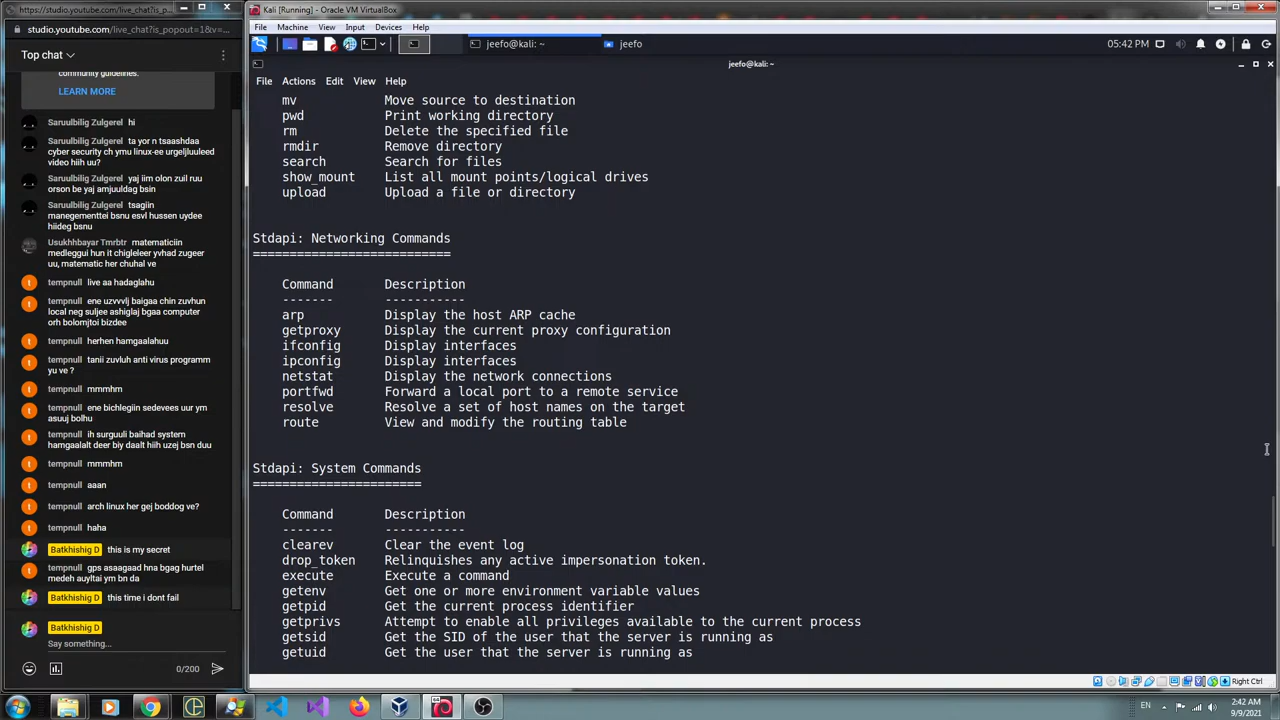 studio.youtube.com/live_chat?is_p...
studio.youtube.com/live_chat?is_popout=1&v=...
Top chat
community guidelines.
LEARN MORE
Saruulbilig Zulgerel hi
Saruulbilig Zulgerel ta yor n tsaashdaa
cyber security ch ymu linux-ee urgeljluuleed
video hiih uu?
Saruulbilig Zulgerel yaj iim olon zuil ruu
orson be yaj amjuuldag bsin
Saruulbilig Zulgerel tsagiin
manegementtei bsnu esvl hussen uydee
hiideg bsnu
Usukhhbayar Tmrbtr matematiciin
medleggui hun it chigleleer yvhad zugeer
uu, matematic her chuhal ve
tempnull live aa hadaglahu
tempnull ene uzvvvlj baigaa chin zuvhun
local neg suljee ashiglaj bgaa computer
orh bolomjtoi bizdee
tempnull herhen hamgaalahuu
tempnull tanii zuvluh anti virus programm
yu ve ?
tempnull mmmhm
tempnull ene bichlegiin sedevees uur ym
asuuj bolhu
tempnull ih surguuli baihad system
hamgaalalt deer biy daalt hiih uzej bsn duu
tempnull mmmhm
tempnull aaan
tempnull arch linux her gej boddog ve?
tempnull haha
Batkhishig D this is my secret
tempnull gps asaagaad hna bgag hurtel
medeh auyltai ym bn da
Batkhishig D this time i dont fail
Batkhishig D
Say something...
0/200
Kali [Running] - Oracle VM VirtualBox
File Machine View Input Devices Help
jeefo@kali: ~ jeefo 05:42 PM
jeefo@kali: ~
File Actions Edit View Help
mv Move source to destination
pwd Print working directory
rm Delete the specified file
rmdir Remove directory
search Search for files
show_mount List all mount points/logical drives
upload Upload a file or directory
Stdapi: Networking Commands
===========================
Command Description
------- -----------
arp Display the host ARP cache
getproxy Display the current proxy configuration
ifconfig Display interfaces
ipconfig Display interfaces
netstat Display the network connections
portfwd Forward a local port to a remote service
resolve Resolve a set of host names on the target
route View and modify the routing table
Stdapi: System Commands
=======================
Command Description
------- -----------
clearev Clear the event log
drop_token Relinquishes any active impersonation token.
execute Execute a command
getenv Get one or more environment variable values
getpid Get the current process identifier
getprivs Attempt to enable all privileges available to the current process
getsid Get the SID of the user that the server is running as
getuid Get the user that the server is running as
Right Ctrl
EN
2:42 AM
9/9/2021